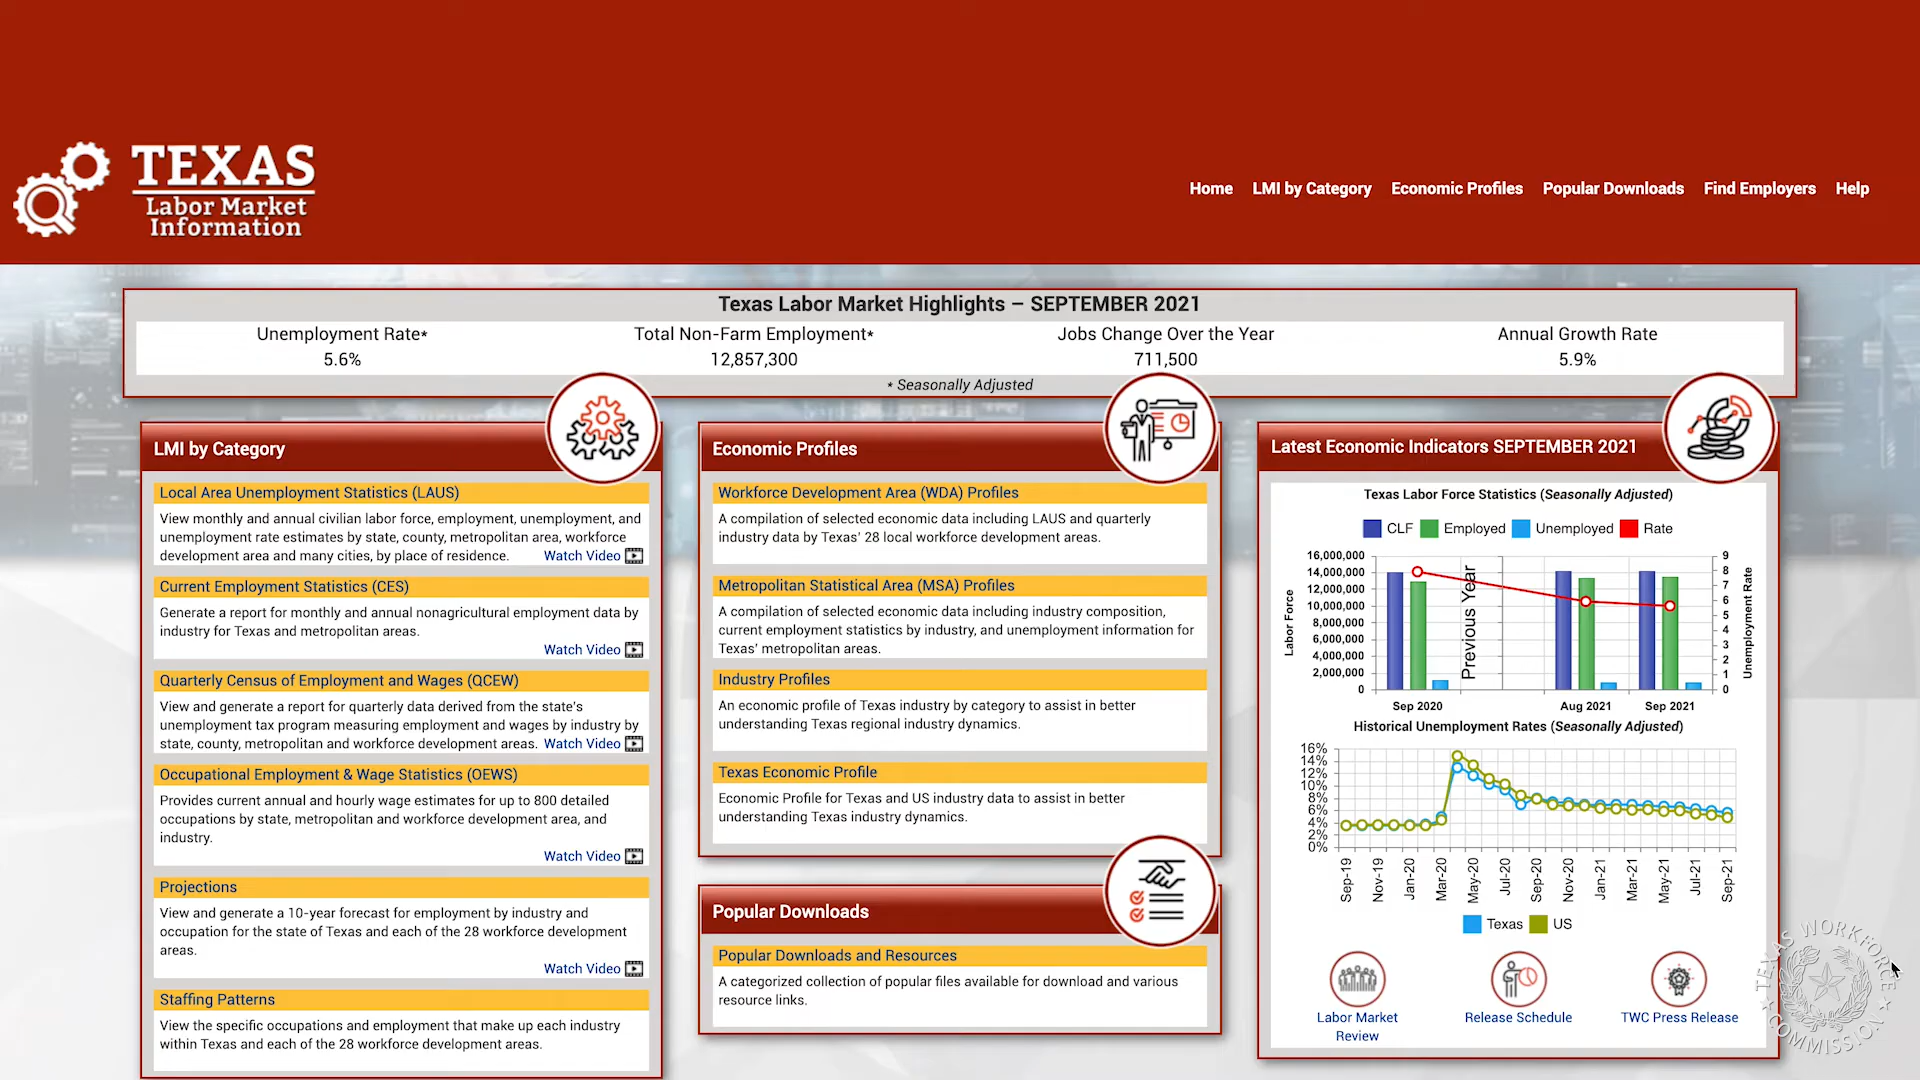 TEXAS
Labor Market
Information
Home LMI by Category Economic Profiles Popular Downloads Find Employers Help
Texas Labor Market Highlights – SEPTEMBER 2021
Unemployment Rate* Total Non-Farm Employment* Jobs Change Over the Year Annual Growth Rate
5.6% 12,857,300 711,500 5.9%
* Seasonally Adjusted
LMI by Category
Local Area Unemployment Statistics (LAUS)
View monthly and annual civilian labor force, employment, unemployment, and
unemployment rate estimates by state, county, metropolitan area, workforce
development area and many cities, by place of residence. Watch Video
Current Employment Statistics (CES)
Generate a report for monthly and annual nonagricultural employment data by
industry for Texas and metropolitan areas.
Watch Video
Quarterly Census of Employment and Wages (QCEW)
View and generate a report for quarterly data derived from the state's
unemployment tax program measuring employment and wages by industry by
state, county, metropolitan and workforce development areas. Watch Video
Occupational Employment & Wage Statistics (OEWS)
Provides current annual and hourly wage estimates for up to 800 detailed
occupations by state, metropolitan and workforce development area, and
industry.
Watch Video
Projections
View and generate a 10-year forecast for employment by industry and
occupation for the state of Texas and each of the 28 workforce development
areas.
Watch Video
Staffing Patterns
View the specific occupations and employment that make up each industry
within Texas and each of the 28 workforce development areas.
Economic Profiles
Workforce Development Area (WDA) Profiles
A compilation of selected economic data including LAUS and quarterly
industry data by Texas' 28 local workforce development areas.
Metropolitan Statistical Area (MSA) Profiles
A compilation of selected economic data including industry composition,
current employment statistics by industry, and unemployment information for
Texas' metropolitan areas.
Industry Profiles
An economic profile of Texas industry by category to assist in better
understanding Texas regional industry dynamics.
Texas Economic Profile
Economic Profile for Texas and US industry data to assist in better
understanding Texas industry dynamics.
Popular Downloads
Popular Downloads and Resources
A categorized collection of popular files available for download and various
resource links.
Latest Economic Indicators SEPTEMBER 2021
Texas Labor Force Statistics (Seasonally Adjusted)
CLF Employed Unemployed Rate
Labor Force
16,000,000
14,000,000
12,000,000
10,000,000
8,000,000
6,000,000
4,000,000
2,000,000
0
Previous Year
9
8
7
6
5
4
3
2
1
0
Unemployment Rate
Sep 2020 Aug 2021 Sep 2021
Historical Unemployment Rates (Seasonally Adjusted)
16%
14%
12%
10%
8%
6%
4%
2%
0%
Sep-19 Nov-19 Jan-20 Mar-20 May-20 Jul-20 Sep-20 Nov-20 Jan-21 Mar-21 May-21 Jul-21 Sep-21
Texas US
Labor Market
Review
Release Schedule
TWC Press Release
TEXAS WORKFORCE COMMISSION